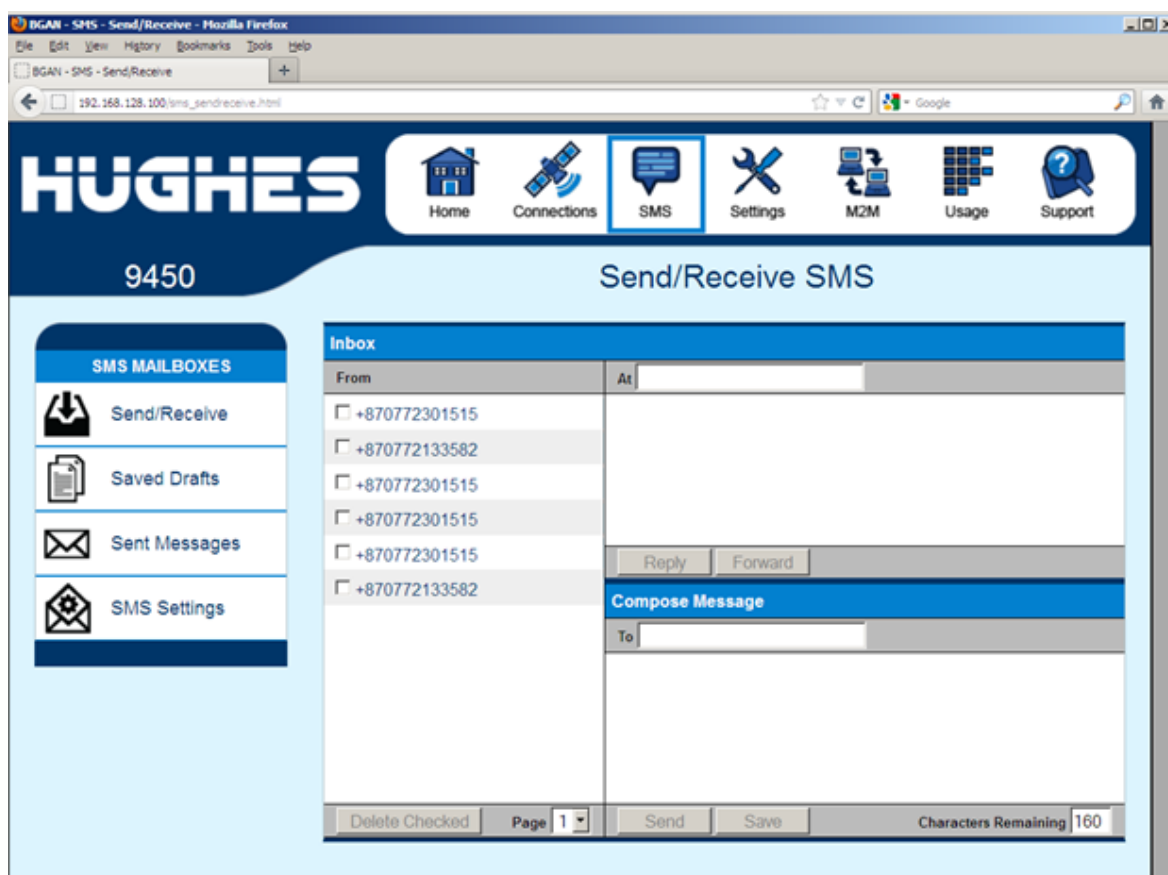 BGAN - SMS - Send/Receive - Mozilla Firefox
File Edit View History Bookmarks Tools Help
BGAN - SMS - Send/Receive +
192.168.128.100/sms_sendreceive.html Google
HUGHES
Home Connections SMS Settings M2M Usage Support
9450 Send/Receive SMS
SMS MAILBOXES
Send/Receive
Saved Drafts
Sent Messages
SMS Settings
Inbox
From At
+870772301515
+870772133582
+870772301515
+870772301515
+870772301515
+870772133582
Reply Forward
Compose Message
To
Delete Checked Page 1 Send Save Characters Remaining 160